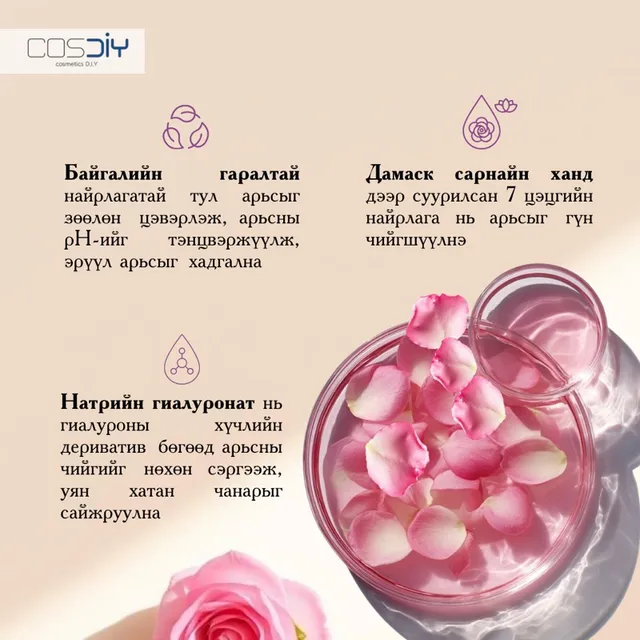 COSDIY
cosmetics D.I.Y
Байгалийн гаралтай
найрлагатай тул арьсыг
зөөлөн цэвэрлэж, арьсны
рН-ийг тэнцвэржүүлж,
эрүүл арьсыг хадгална
Дамаск сарнайн ханд
дээр суурилсан 7 цэцгийн
найрлага нь арьсыг гүн
чийгшүүлнэ
Натрийн гиалуронат нь
гиалуроны хүчлийн
дериватив бөгөөд арьсны
чийгийг нөхөн сэргээж,
уян хатан чанарыг
сайжруулна